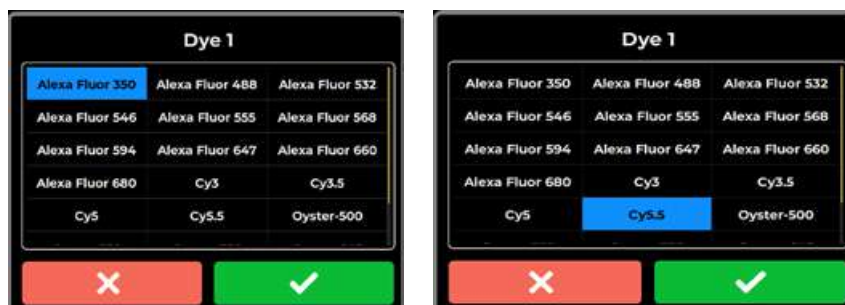 Dye 1
Alexa Fluor 350 Alexa Fluor 488 Alexa Fluor 532
Alexa Fluor 546 Alexa Fluor 555 Alexa Fluor 568
Alexa Fluor 594 Alexa Fluor 647 Alexa Fluor 660
Alexa Fluor 680 Cy3 Cy3.5
Cy5 Cy5.5 Oyster-500
Dye 1
Alexa Fluor 350 Alexa Fluor 488 Alexa Fluor 532
Alexa Fluor 546 Alexa Fluor 555 Alexa Fluor 568
Alexa Fluor 594 Alexa Fluor 647 Alexa Fluor 660
Alexa Fluor 680 Cy3 Cy3.5
Cy5 Cy5.5 Oyster-500